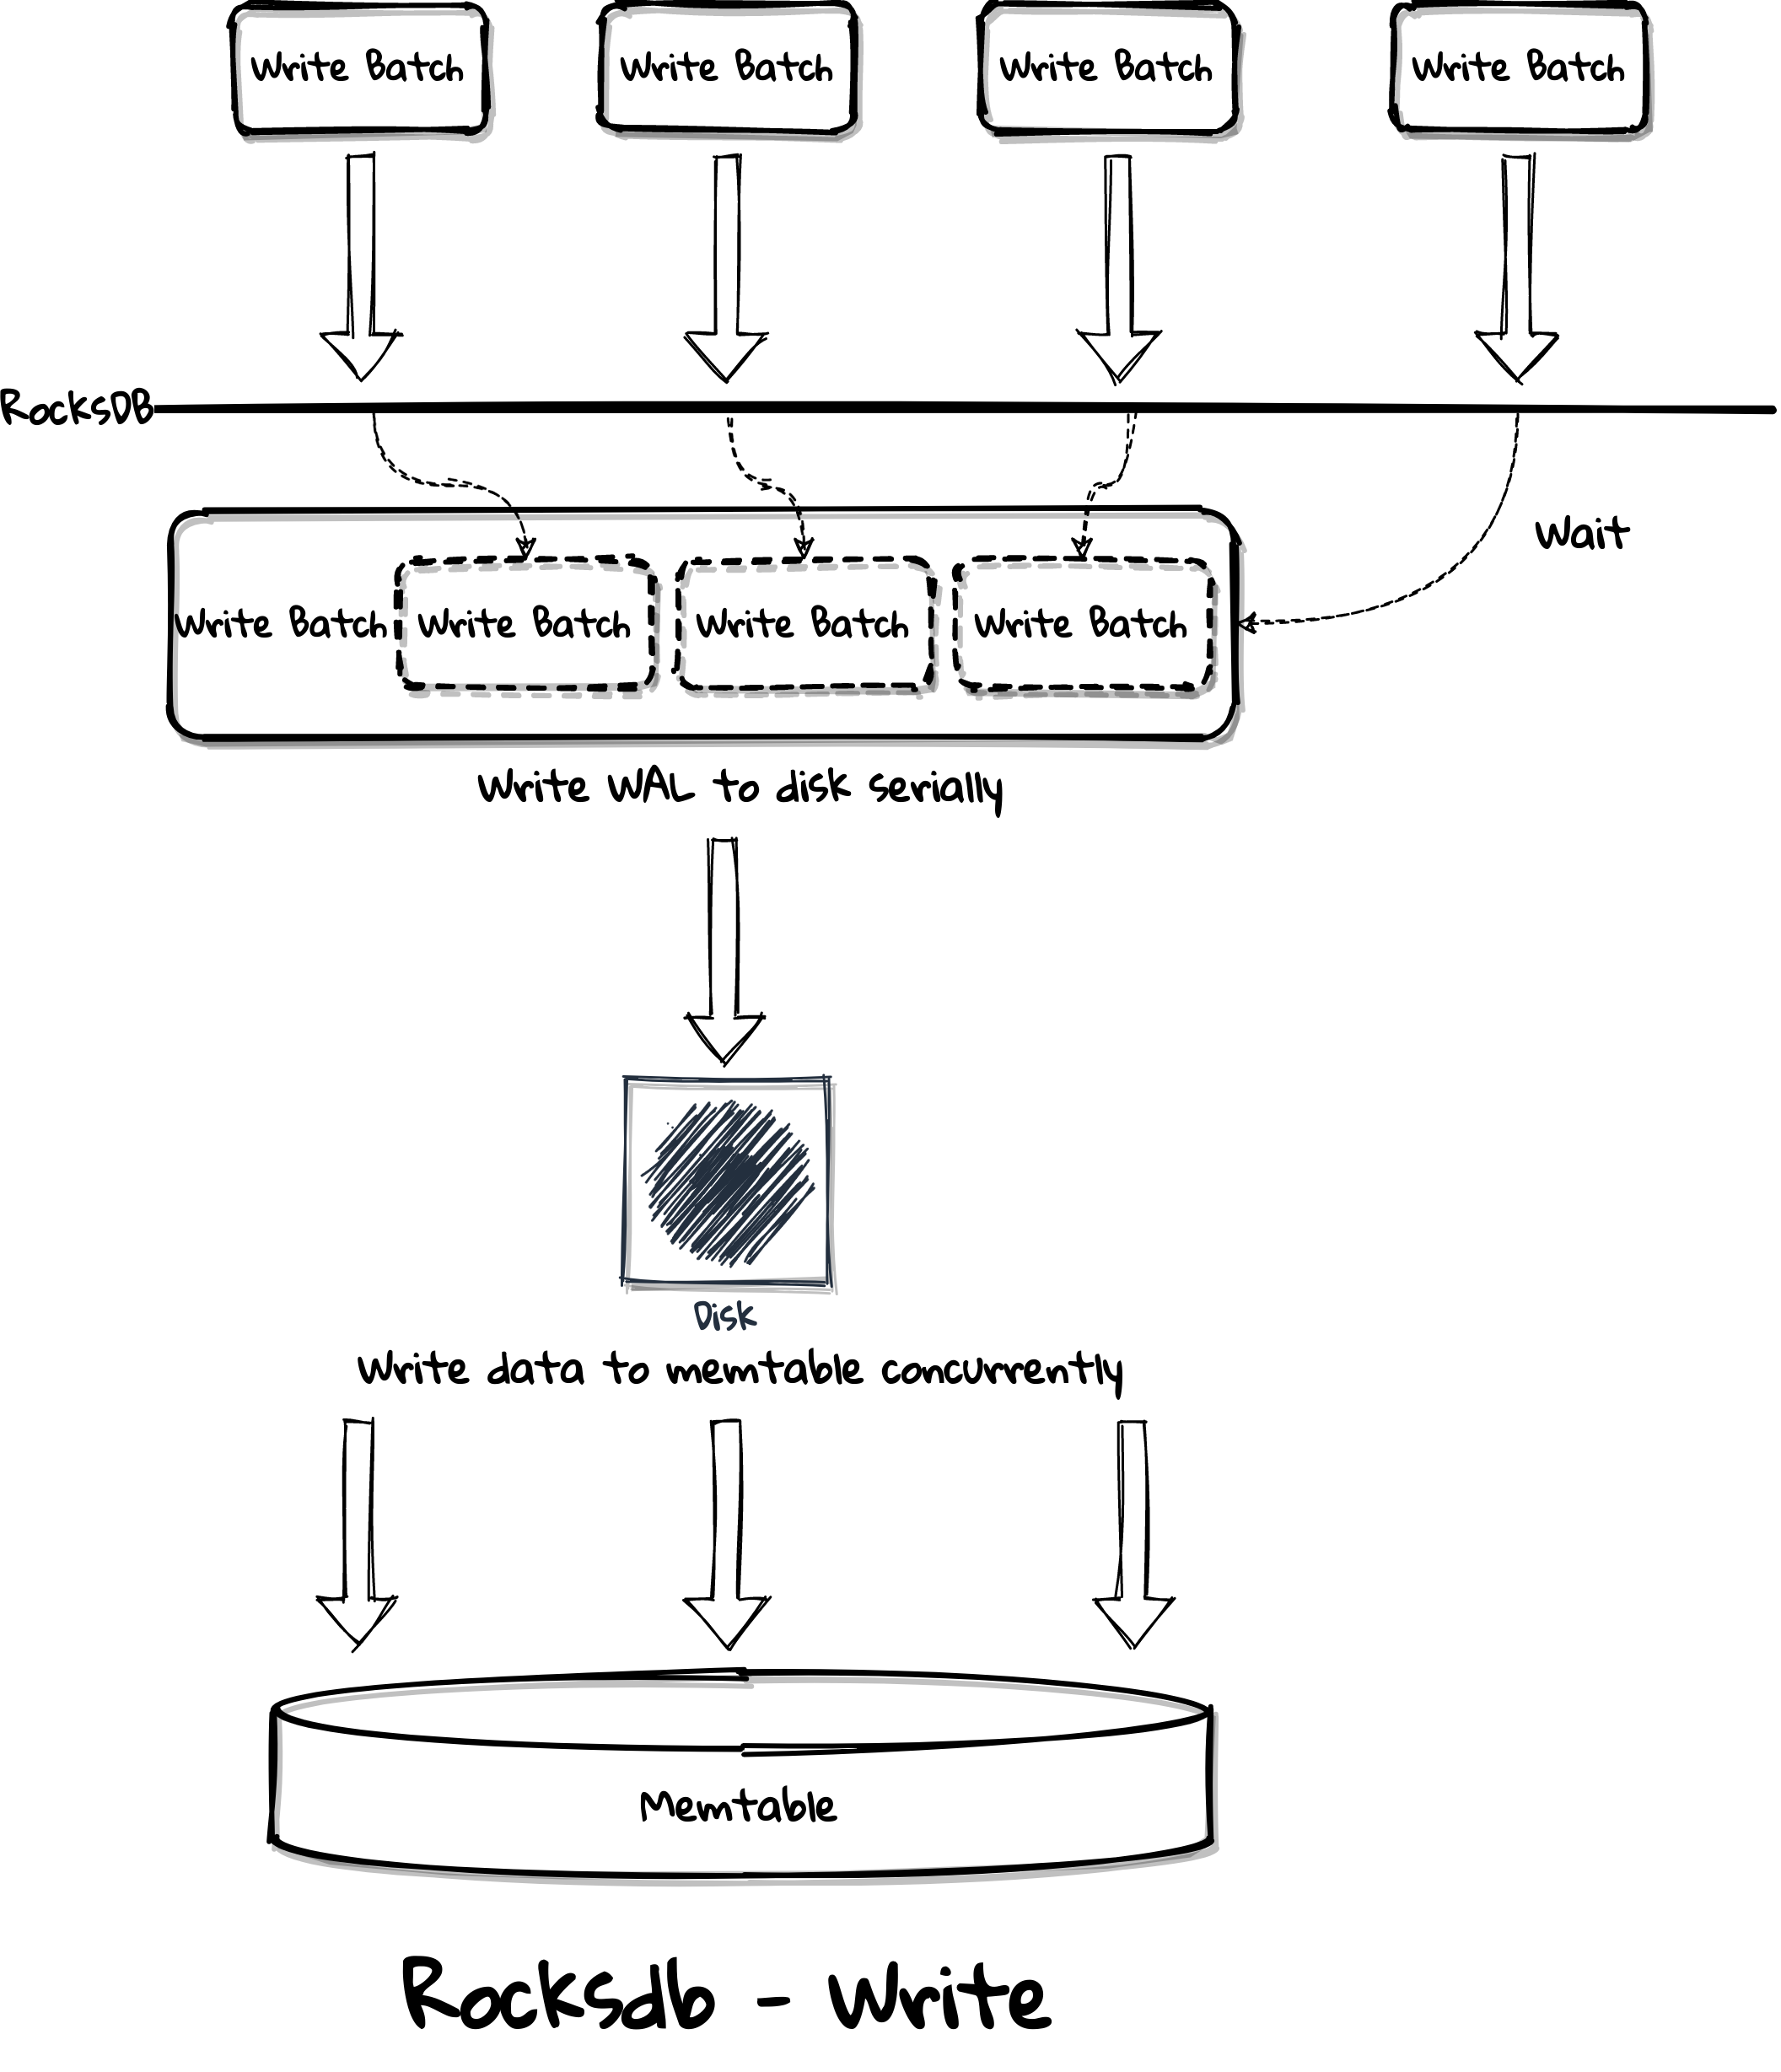 Write Batch
Write Batch
Write Batch
Write Batch
RocksDB
Wait
Write Batch
Write Batch
Write Batch
Write Batch
Write WAL to disk serially
Disk
Write data to memtable concurrently
Memtable
Rocksdb - Write